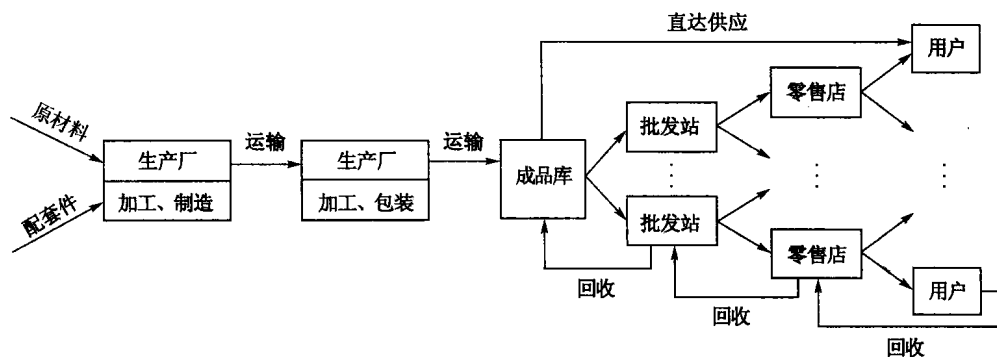 直达供应
用户
零售店
批发站
原材料
运输
运输
生产厂
生产厂
成品库
加工、制造
加工、包装
配套件
批发站
零售店
回收
用户
回收
回收